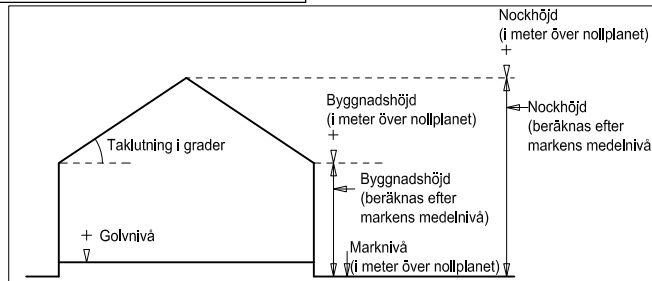 Nockhöjd
(i meter över nollplanet)
+
Byggnadshöjd
(i meter över nollplanet)
+
Nockhöjd
(beräknas efter
markens medelnivå
Taklutning i grader
Byggnadshöjd
(beräknas efter
markens medelnivå)
+ Golvnivå
Marknivå
(i meter över nollplanet)